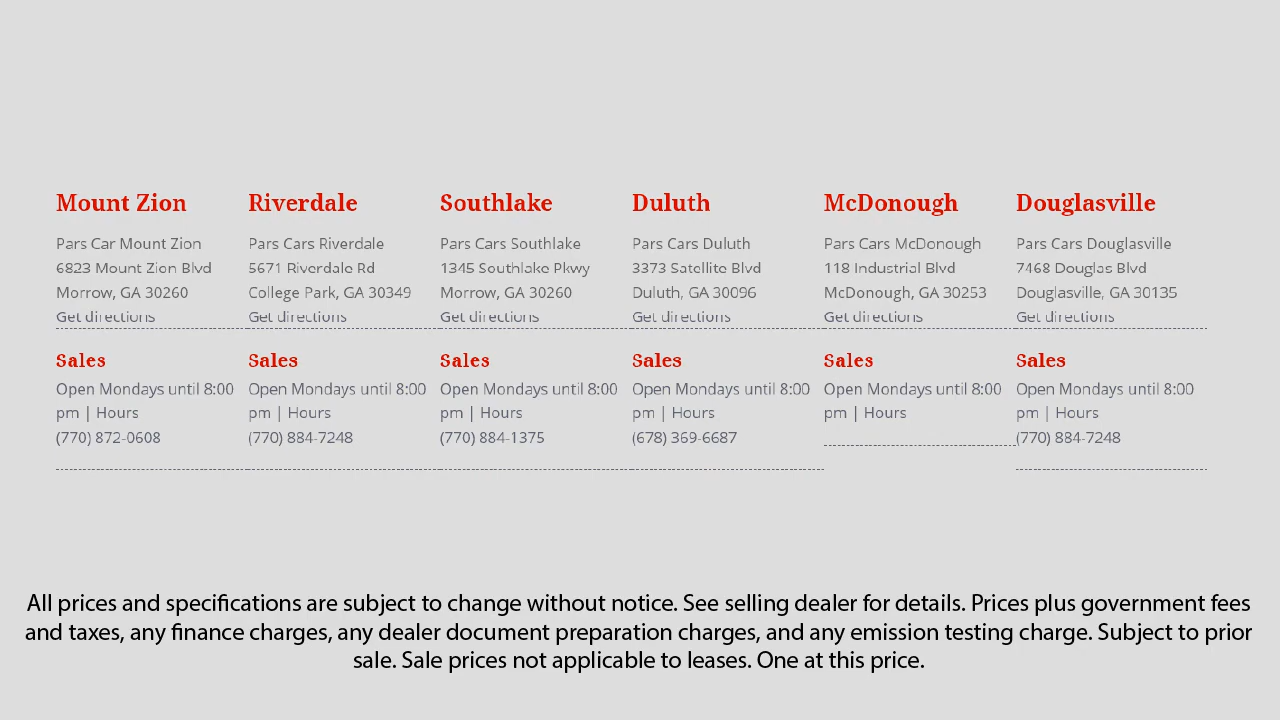 Mount Zion
Pars Car Mount Zion
6823 Mount Zion Blvd
Morrow, GA 30260
Get directions
Sales
Open Mondays until 8:00
pm | Hours
(770) 872-0608
Riverdale
Pars Cars Riverdale
5671 Riverdale Rd
College Park, GA 30349
Get directions
Sales
Open Mondays until 8:00
pm | Hours
(770) 884-7248
Southlake
Pars Cars Southlake
1345 Southlake Pkwy
Morrow, GA 30260
Get directions
Sales
Open Mondays until 8:00
pm | Hours
(770) 884-1375
Duluth
Pars Cars Duluth
3373 Satellite Blvd
Duluth, GA 30096
Get directions
Sales
Open Mondays until 8:00
pm | Hours
(678) 369-6687
McDonough
Pars Cars McDonough
118 Industrial Blvd
McDonough, GA 30253
Get directions
Sales
Open Mondays until 8:00
pm | Hours
Douglasville
Pars Cars Douglasville
7468 Douglas Blvd
Douglasville, GA 30135
Get directions
Sales
Open Mondays until 8:00
pm | Hours
(770) 884-7248
All prices and specifications are subject to change without notice. See selling dealer for details. Prices plus government fees
and taxes, any finance charges, any dealer document preparation charges, and any emission testing charge. Subject to prior
sale. Sale prices not applicable to leases. One at this price.